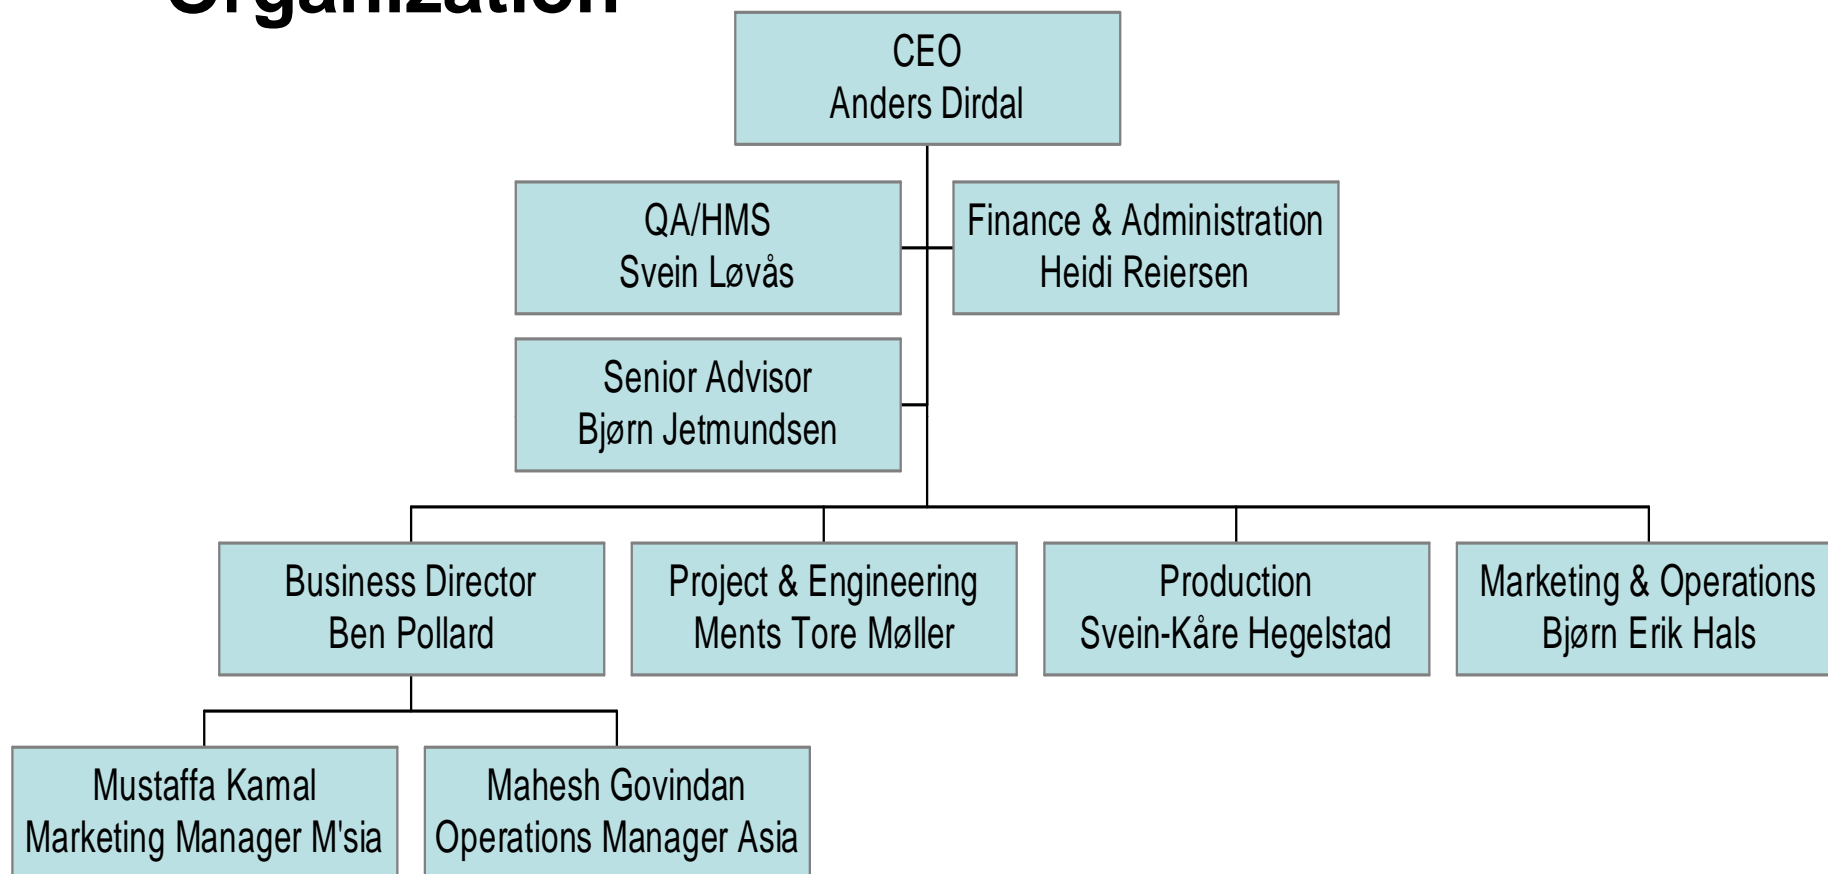 Organization
CEO
Anders Dirdal
QA/HMS
Svein Løvås
Finance & Administration
Heidi Reiersen
Senior Advisor
Bjørn Jetmundsen
Business Director
Ben Pollard
Project & Engineering
Ments Tore Møller
Production
Svein-Kåre Hegelstad
Marketing & Operations
Bjørn Erik Hals
Mustaffa Kamal
Marketing Manager M'sia
Mahesh Govindan
Operations Manager Asia